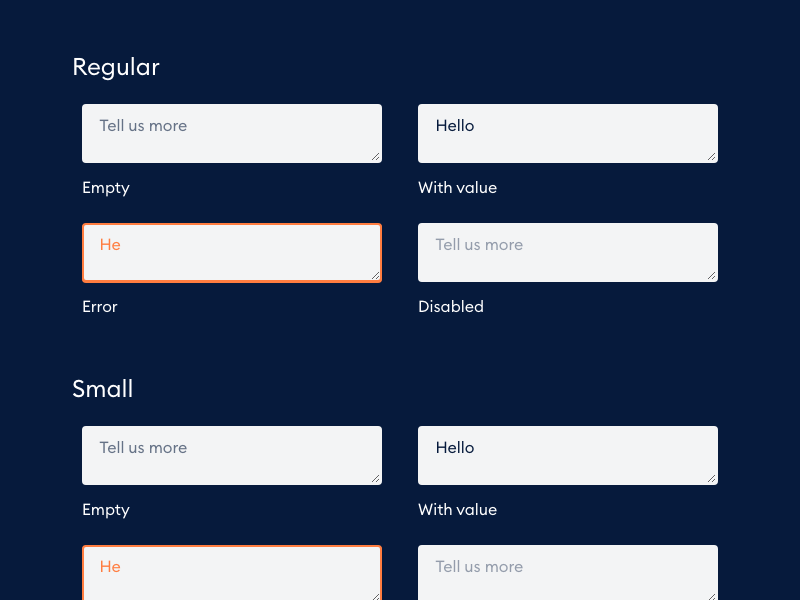 Regular
Tell us more
Hello
Empty
With value
He
Tell us more
Error
Disabled
Small
Tell us more
Hello
Empty
With value
He
Tell us more